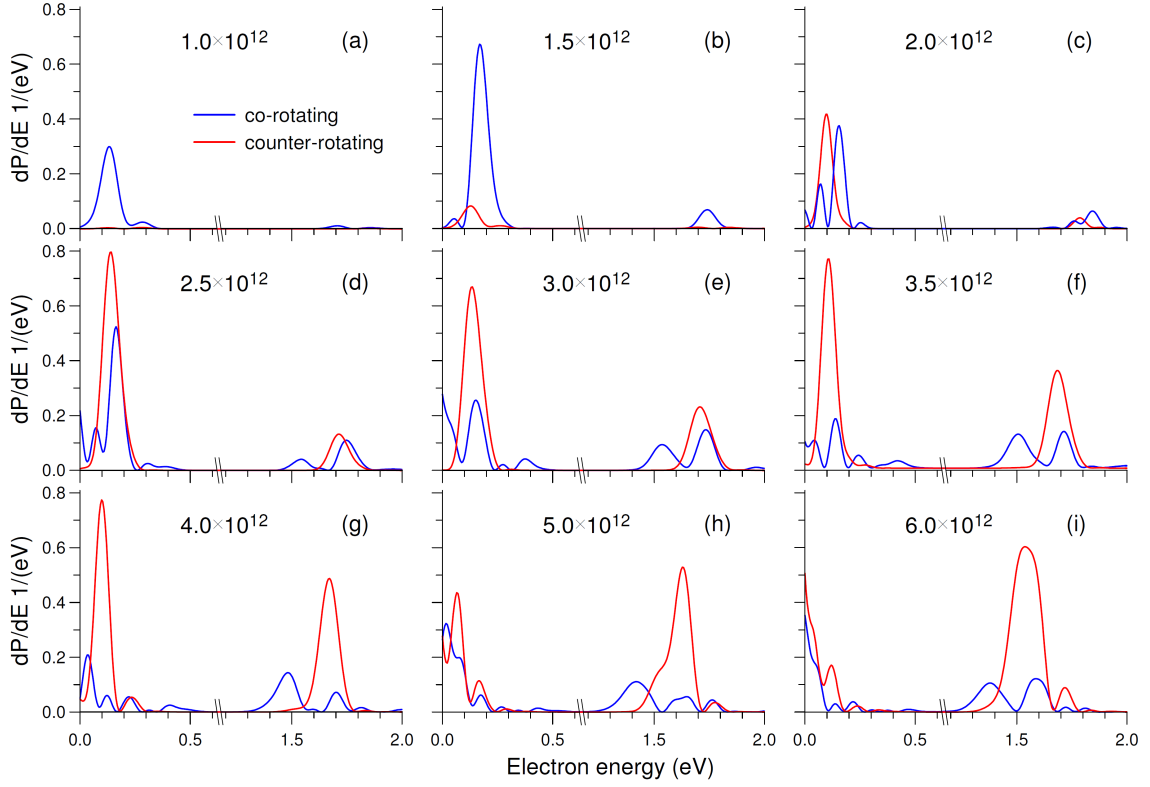 0.8
0.6
0.4
0.2
0.0
dP/dE 1/(eV)
1.0×10¹² (a)
co-rotating
counter-rotating
1.5×10¹² (b)
2.0×10¹² (c)
0.8
0.6
0.4
0.2
0.0
dP/dE 1/(eV)
2.5×10¹² (d)
3.0×10¹² (e)
3.5×10¹² (f)
0.8
0.6
0.4
0.2
0.0
dP/dE 1/(eV)
4.0×10¹² (g)
5.0×10¹² (h)
6.0×10¹² (i)
0.0 0.5 1.5 2.0 0.0 0.5 1.5 2.0 0.0 0.5 1.5 2.0
Electron energy (eV)